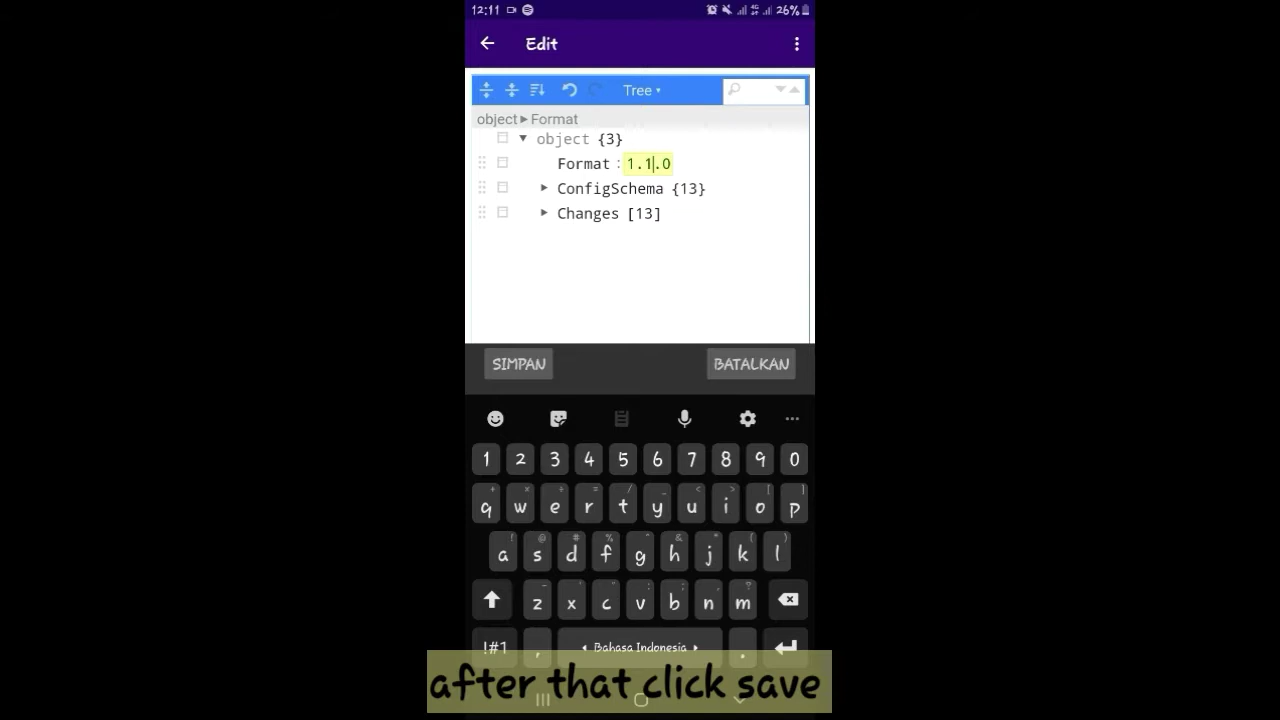 12:11 26%
Edit
Tree
object ▸ Format
object {3}
Format : 1.1.0
ConfigSchema {13}
Changes [13]
SIMPAN BATALKAN
1 2 3 4 5 6 7 8 9 0
+ × ÷ = / _ < > [ ]
q w e r t y u i o p
! @ # % ~ & * ( )
a s d f g h j k l
- ' " : ; , ?
z x c v b n m
!#1 , Bahasa Indonesia .
after that click save